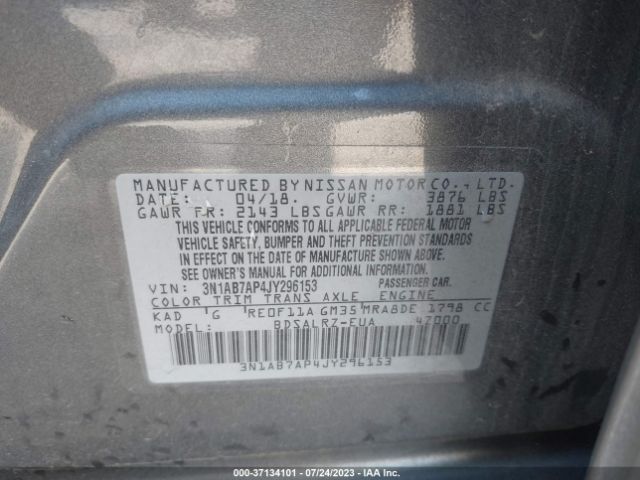 MANUFACTURED BY NISSAN MOTOR CO., LTD.
DATE: 04/18. GVWR: 3876 LBS
GAWR FR: 2143 LBS GAWR RR: 1881 LBS
THIS VEHICLE CONFORMS TO ALL APPLICABLE FEDERAL MOTOR
VEHICLE SAFETY, BUMPER AND THEFT PREVENTION STANDARDS
IN EFFECT ON THE DATE OF MANUFACTURE SHOWN ABOVE.
SEE OWNER'S MANUAL FOR ADDITIONAL INFORMATION
VIN: 3N1AB7AP4JY296153 PASSENGER CAR.
COLOR TRIM TRANS AXLE ENGINE
KAD G RE0F11A GM35 MRA8DE 1798 CC
MODEL: BDSALRZ-EUA 47000
3N1AB7AP4JY296153
000-37134101 - 07/24/2023 - IAA Inc.